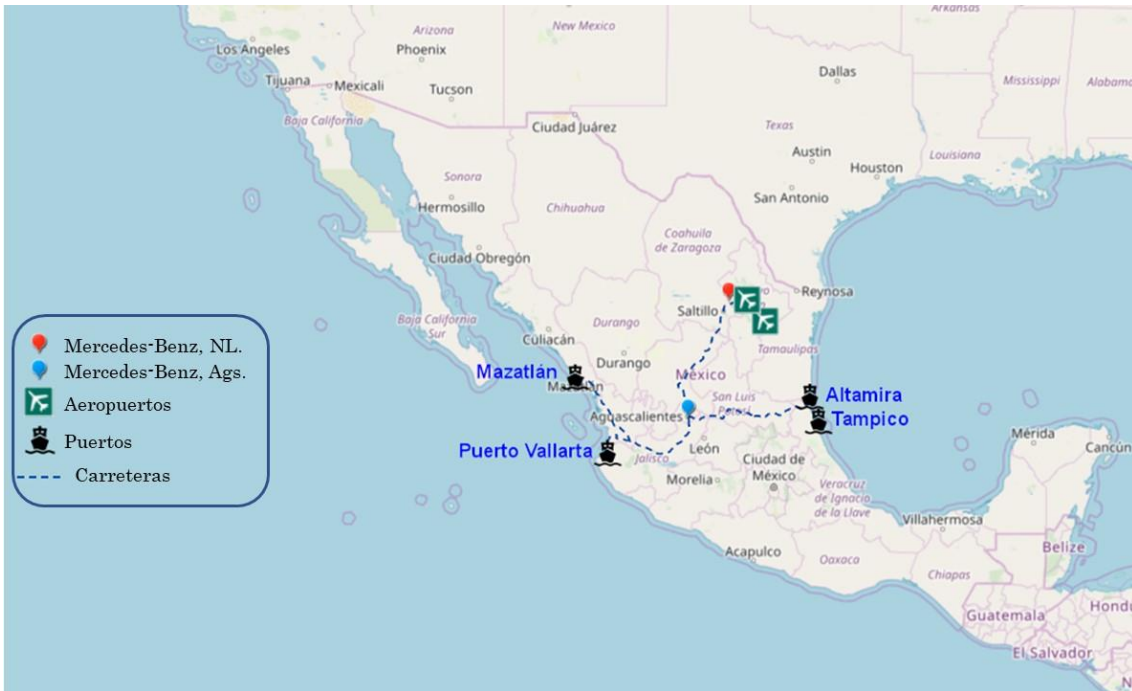 Arkansas
Los Angeles
Arizona
New Mexico
Phoenix
Dallas
Mississippi
Alabama
Tijuana
Mexicali
Tucson
Baja California
Ciudad Juárez
Texas
Austin
Louisiana
Houston
San Antonio
Sonora
Hermosillo
Chihuahua
Coahuila
de Zaragoza
Ciudad Obregón
Reynosa
Saltillo
Baja California
Sur
Durango
Culiacán
Tamaulipas
Durango
México
Mazatlán
San Luis
Altamira
Aguascalientes
Tampico
Puerto Vallarta
Jalisco
León
Ciudad de
México
Morelia
Veracruz
de Ignacio
de la Llave
Mérida
Cancún
Villahermosa
Acapulco
Oaxaca
Chiapas
Belize
Guatemala
El Salvador
Mercedes-Benz, NL.
Mercedes-Benz, Ags.
Aeropuertos
Puertos
Carreteras